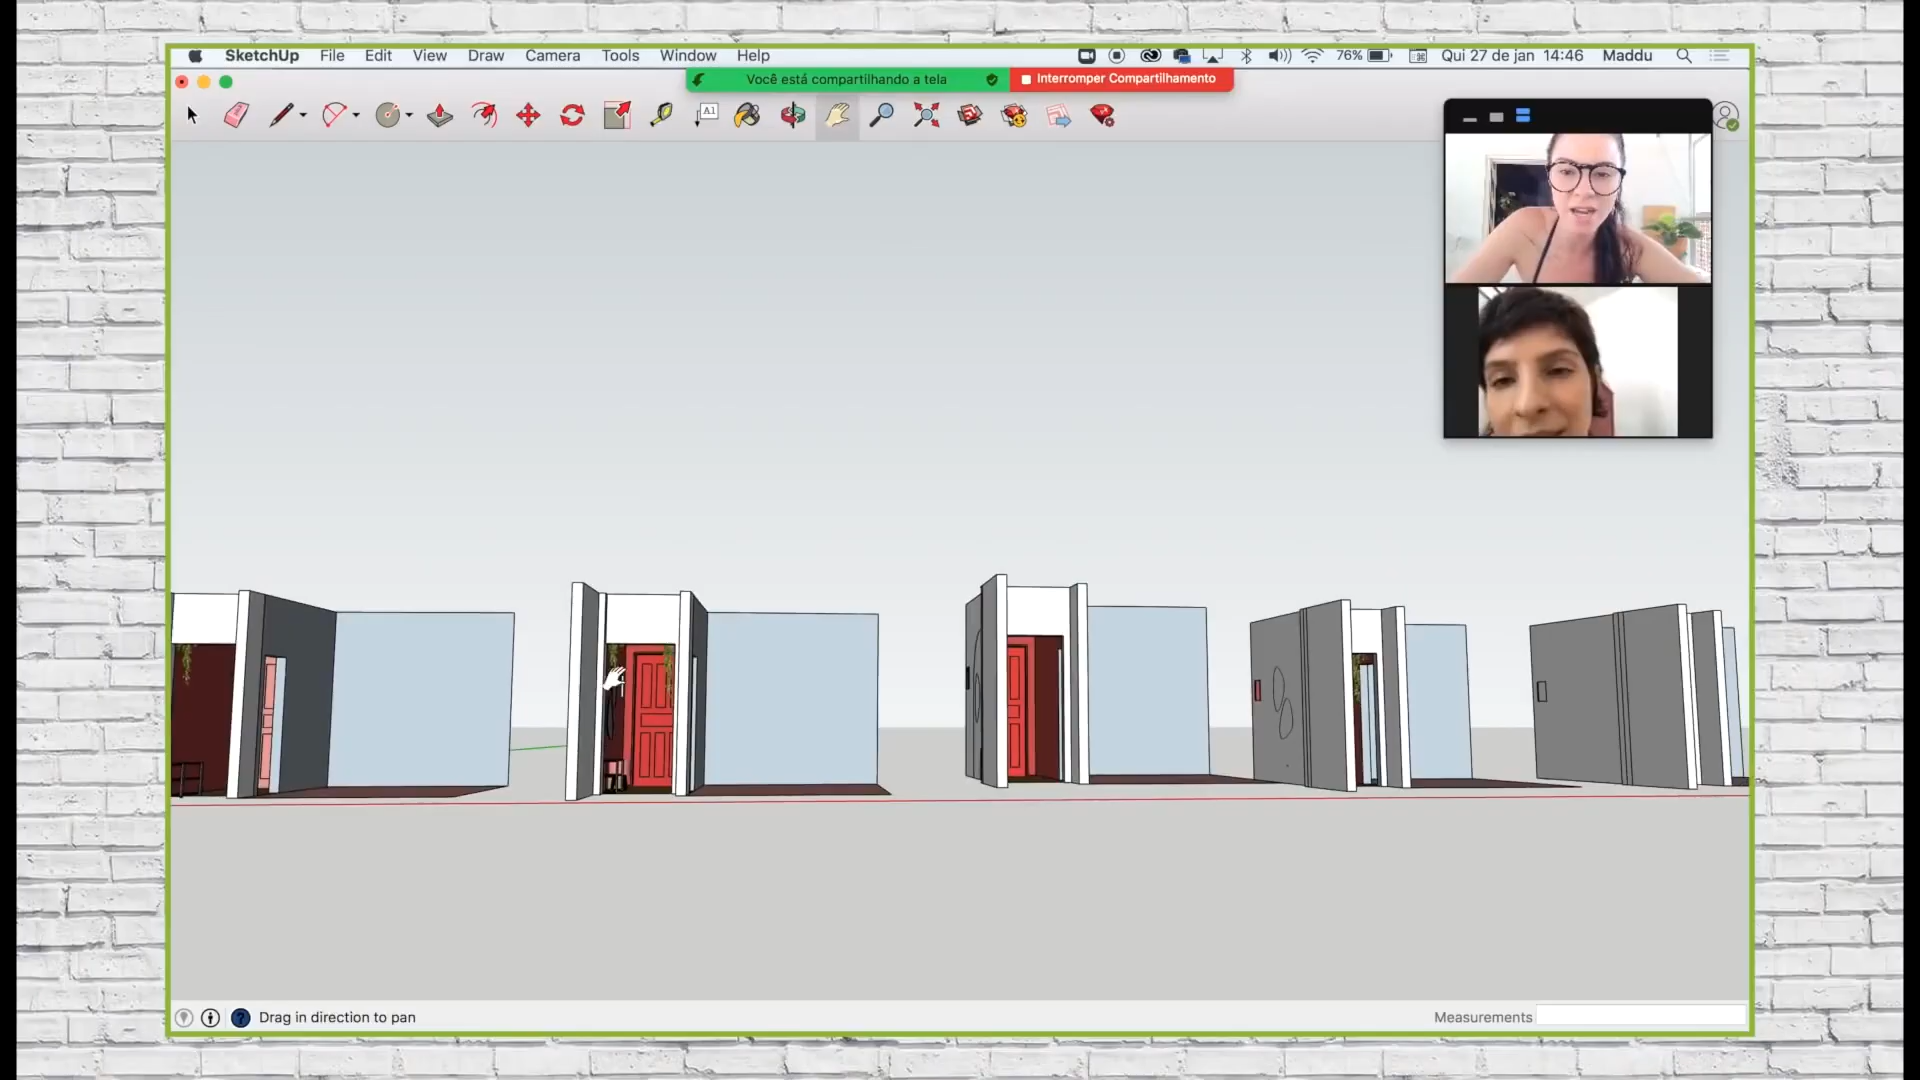 SketchUp File Edit View Draw Camera Tools Window Help 76% Qui 27 de jan 14:46 Maddu
Você está compartilhando a tela Interromper Compartilhamento
A1
Drag in direction to pan Measurements